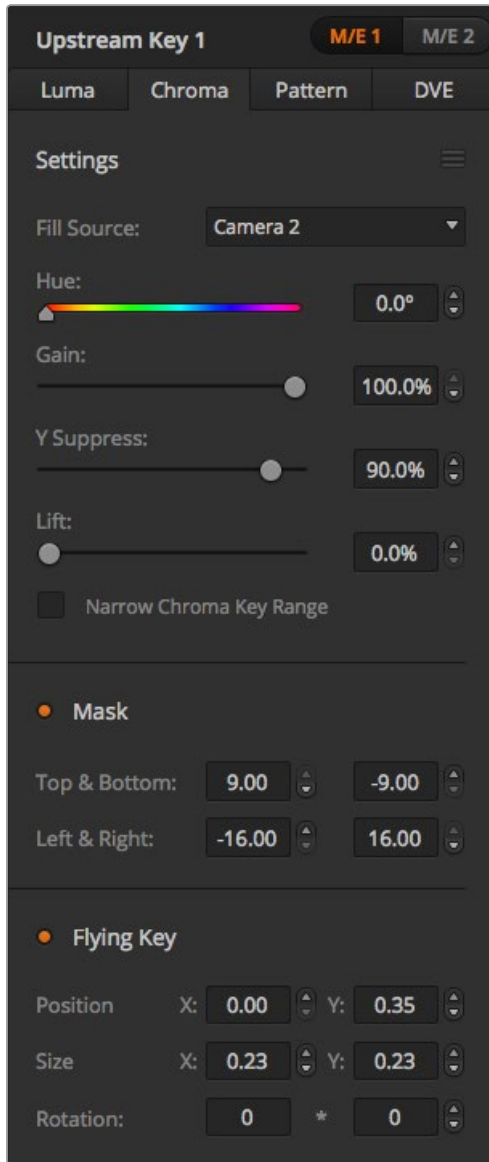 Upstream Key 1 M/E 1 M/E 2
Luma Chroma Pattern DVE
Settings
Fill Source: Camera 2
Hue:
0.0°
Gain:
100.0%
Y Suppress:
90.0%
Lift:
0.0%
Narrow Chroma Key Range
Mask
Top & Bottom: 9.00 -9.00
Left & Right: -16.00 16.00
Flying Key
Position X: 0.00 Y: 0.35
Size X: 0.23 Y: 0.23
Rotation: 0 * 0